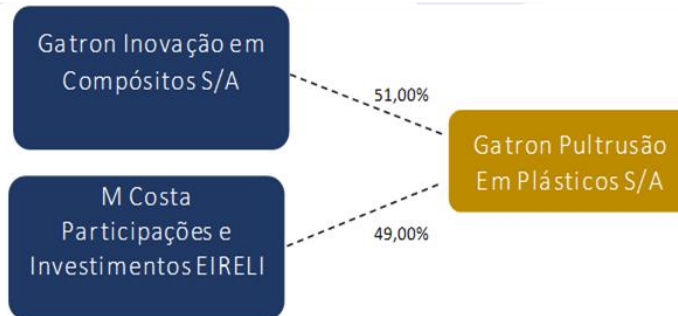 Gatron Inovação em
Compósitos S/A
51,00%
Gatron Pultrusão
Em Plásticos S/A
M Costa
Participações e
Investimentos EIRELI
49,00%